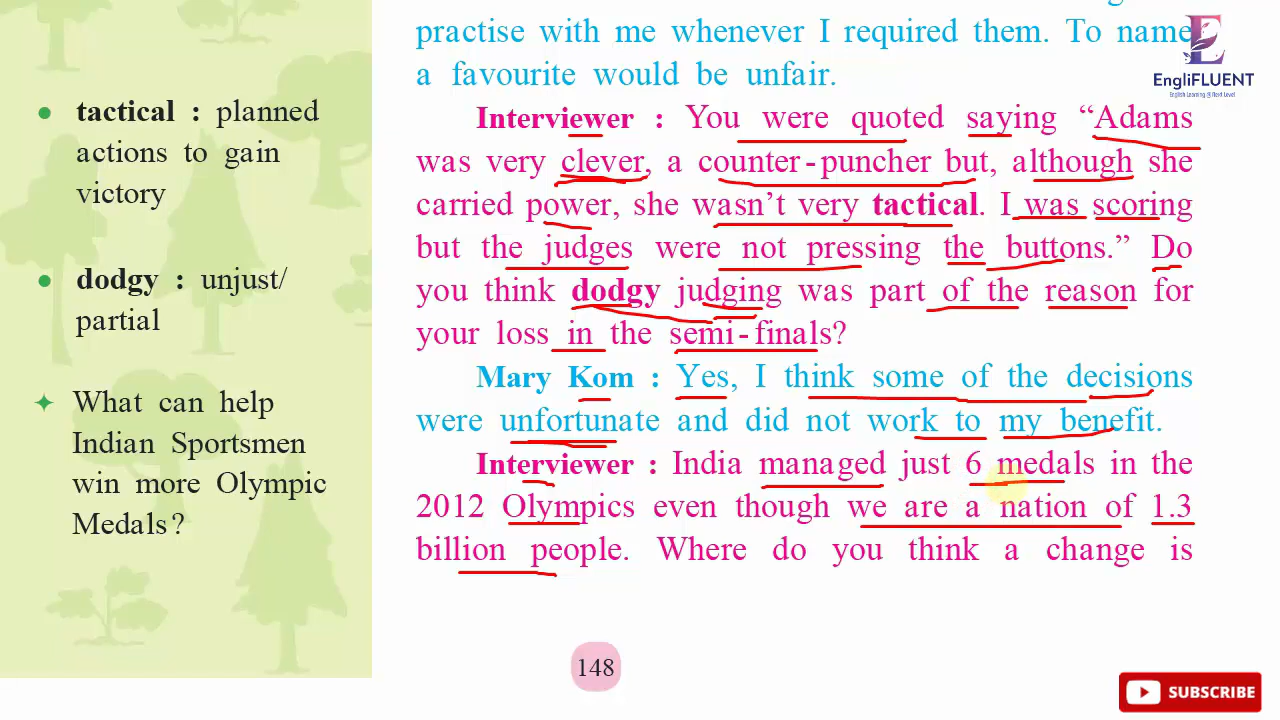 practise with me whenever I required them. To name
a favourite would be unfair.
EngliFLUENT
English Learning @ Next Level
• tactical : planned
actions to gain
victory
• dodgy : unjust/
partial
✦ What can help
Indian Sportsmen
win more Olympic
Medals?
Interviewer : You were quoted saying “Adams
was very clever, a counter-puncher but, although she
carried power, she wasn’t very tactical. I was scoring
but the judges were not pressing the buttons.” Do
you think dodgy judging was part of the reason for
your loss in the semi-finals?
Mary Kom : Yes, I think some of the decisions
were unfortunate and did not work to my benefit.
Interviewer : India managed just 6 medals in the
2012 Olympics even though we are a nation of 1.3
billion people. Where do you think a change is
148
SUBSCRIBE